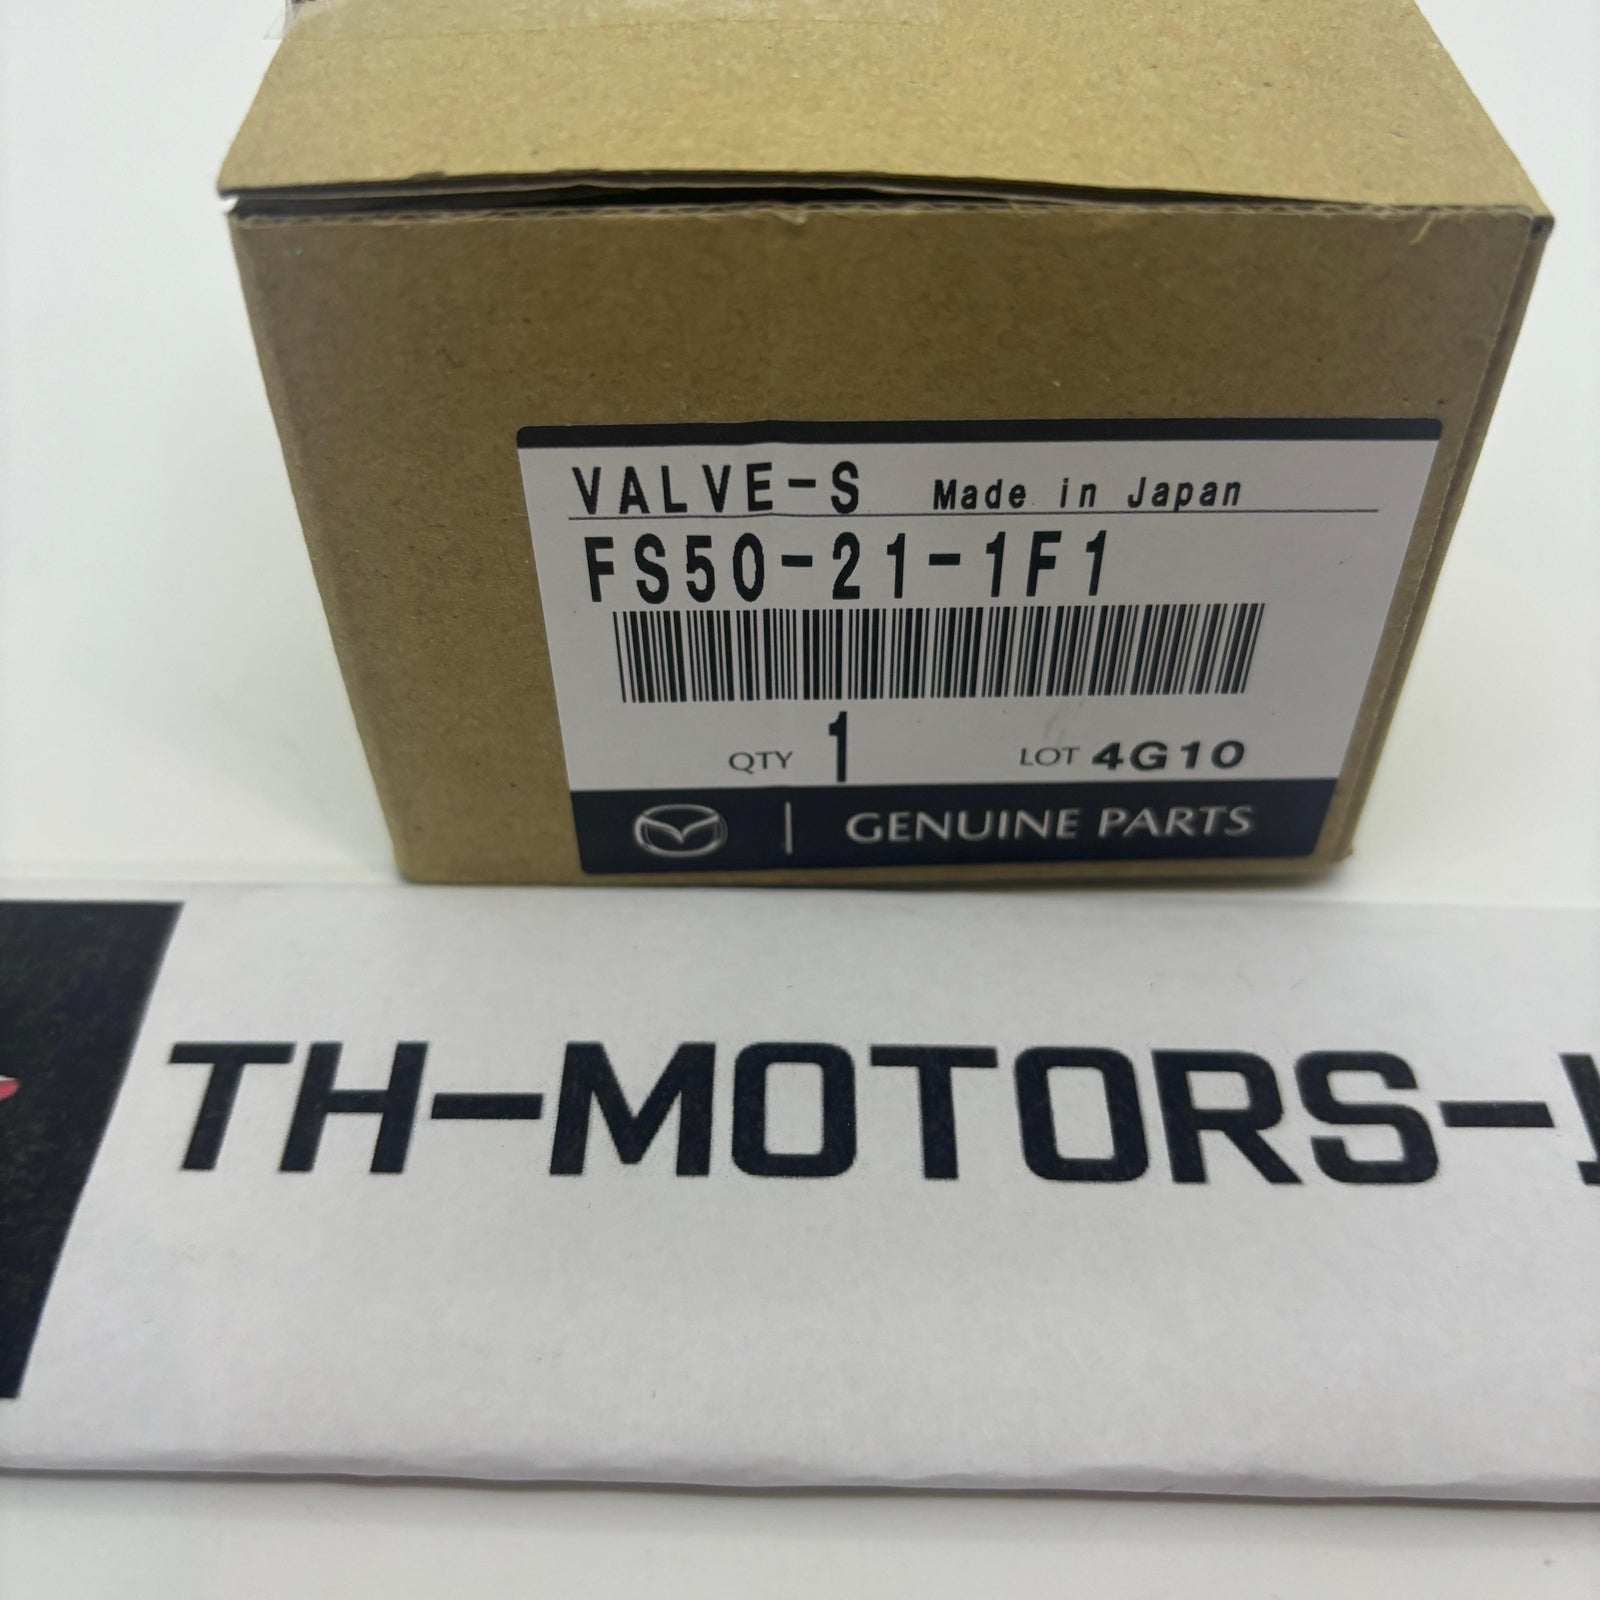 VALVE-S Made in Japan
FS50-21-1F1
QTY 1 LOT 4G10
GENUINE PARTS
TH-MOTORS-